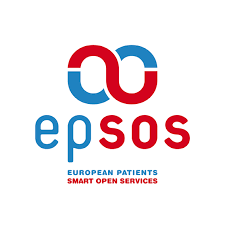 epsos
EUROPEAN PATIENTS
SMART OPEN SERVICES